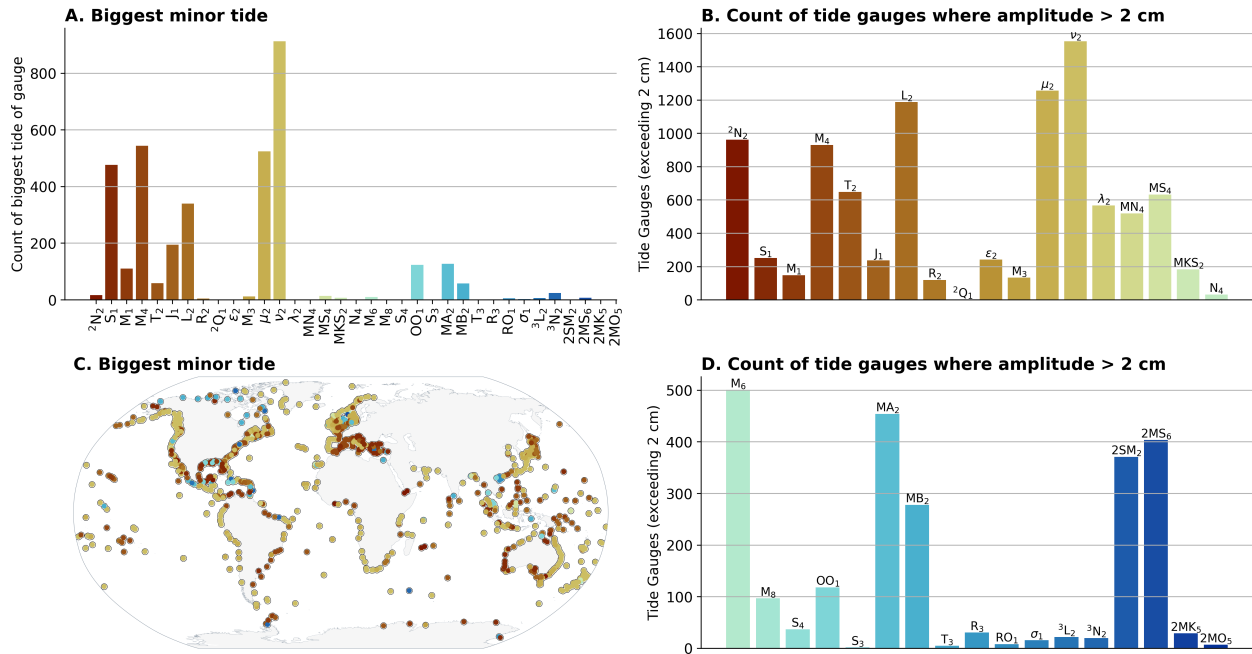 A. Biggest minor tide
Count of biggest tide of gauge
800
600
400
200
0
²N₂ S₁ M₁ M₄ T₂ J₁ L₂ R₂ ²Q₁ ε₂ M₃ μ₂ ν₂ λ₂ MN₄ MS₄ MKS₂ N₄ M₆ M₈ S₄ OO₁ S₃ MA₂ MB₂ T₃ R₃ RO₁ σ₁ ³L₂ ³N₂ 2SM₂ 2MS₆ 2MK₅ 2MO₅
B. Count of tide gauges where amplitude > 2 cm
Tide Gauges (exceeding 2 cm)
1600
1400
1200
1000
800
600
400
200
0
²N₂ S₁ M₁ M₄ T₂ J₁ L₂ R₂ ²Q₁ ε₂ M₃ μ₂ ν₂ λ₂ MN₄ MS₄ MKS₂ N₄
C. Biggest minor tide
D. Count of tide gauges where amplitude > 2 cm
Tide Gauges (exceeding 2 cm)
500
400
300
200
100
0
M₆ M₈ S₄ OO₁ S₃ MA₂ MB₂ T₃ R₃ RO₁ σ₁ ³L₂ ³N₂ 2SM₂ 2MS₆ 2MK₅ 2MO₅